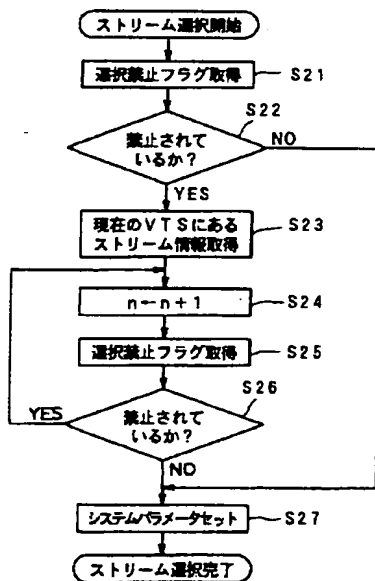 ストリーム選択開始
選択禁止フラグ取得
S21
S22
禁止されて
いるか?
NO
YES
現在のVTSにある
ストリーム情報取得
S23
n←n+1
S24
選択禁止フラグ取得
S25
S26
YES
禁止されて
いるか?
NO
システムパラメータセット
S27
ストリーム選択完了